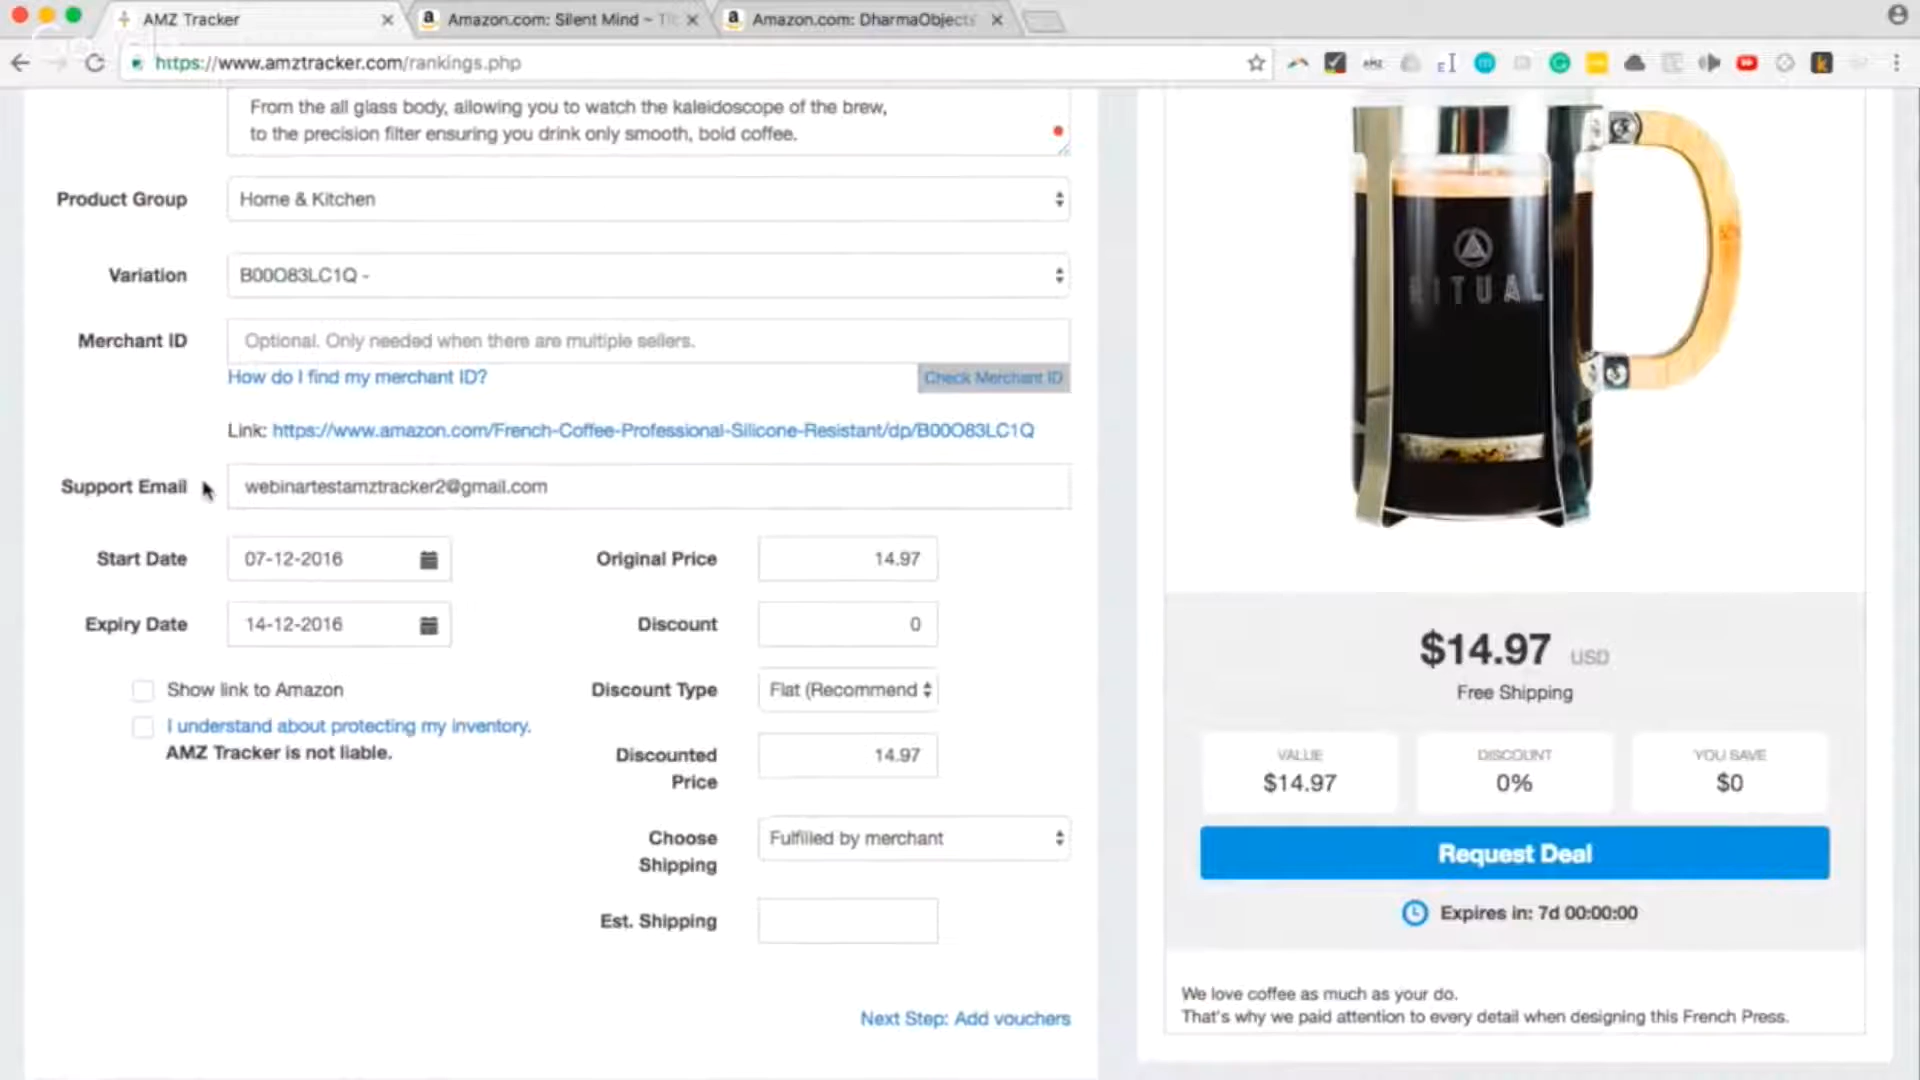 AMZ Tracker
Amazon.com: Silent Mind ~ Ti
Amazon.com: DharmaObjects
https://www.amztracker.com/rankings.php
From the all glass body, allowing you to watch the kaleidoscope of the brew,
to the precision filter ensuring you drink only smooth, bold coffee.
Product Group
Home & Kitchen
Variation
B00O83LC1Q -
Merchant ID
Optional. Only needed when there are multiple sellers.
How do I find my merchant ID?
Check Merchant ID
Link: https://www.amazon.com/French-Coffee-Professional-Silicone-Resistant/dp/B00O83LC1Q
Support Email
webinartestamztracker2@gmail.com
Start Date
07-12-2016
Original Price
14.97
Expiry Date
14-12-2016
Discount
0
Show link to Amazon
Discount Type
Flat (Recommend
I understand about protecting my inventory.
AMZ Tracker is not liable.
Discounted
Price
14.97
Choose
Shipping
Fulfilled by merchant
Est. Shipping
Next Step: Add vouchers
RITUAL
$14.97 USD
Free Shipping
VALUE
$14.97
DISCOUNT
0%
YOU SAVE
$0
Request Deal
Expires in: 7d 00:00:00
We love coffee as much as your do.
That's why we paid attention to every detail when designing this French Press.